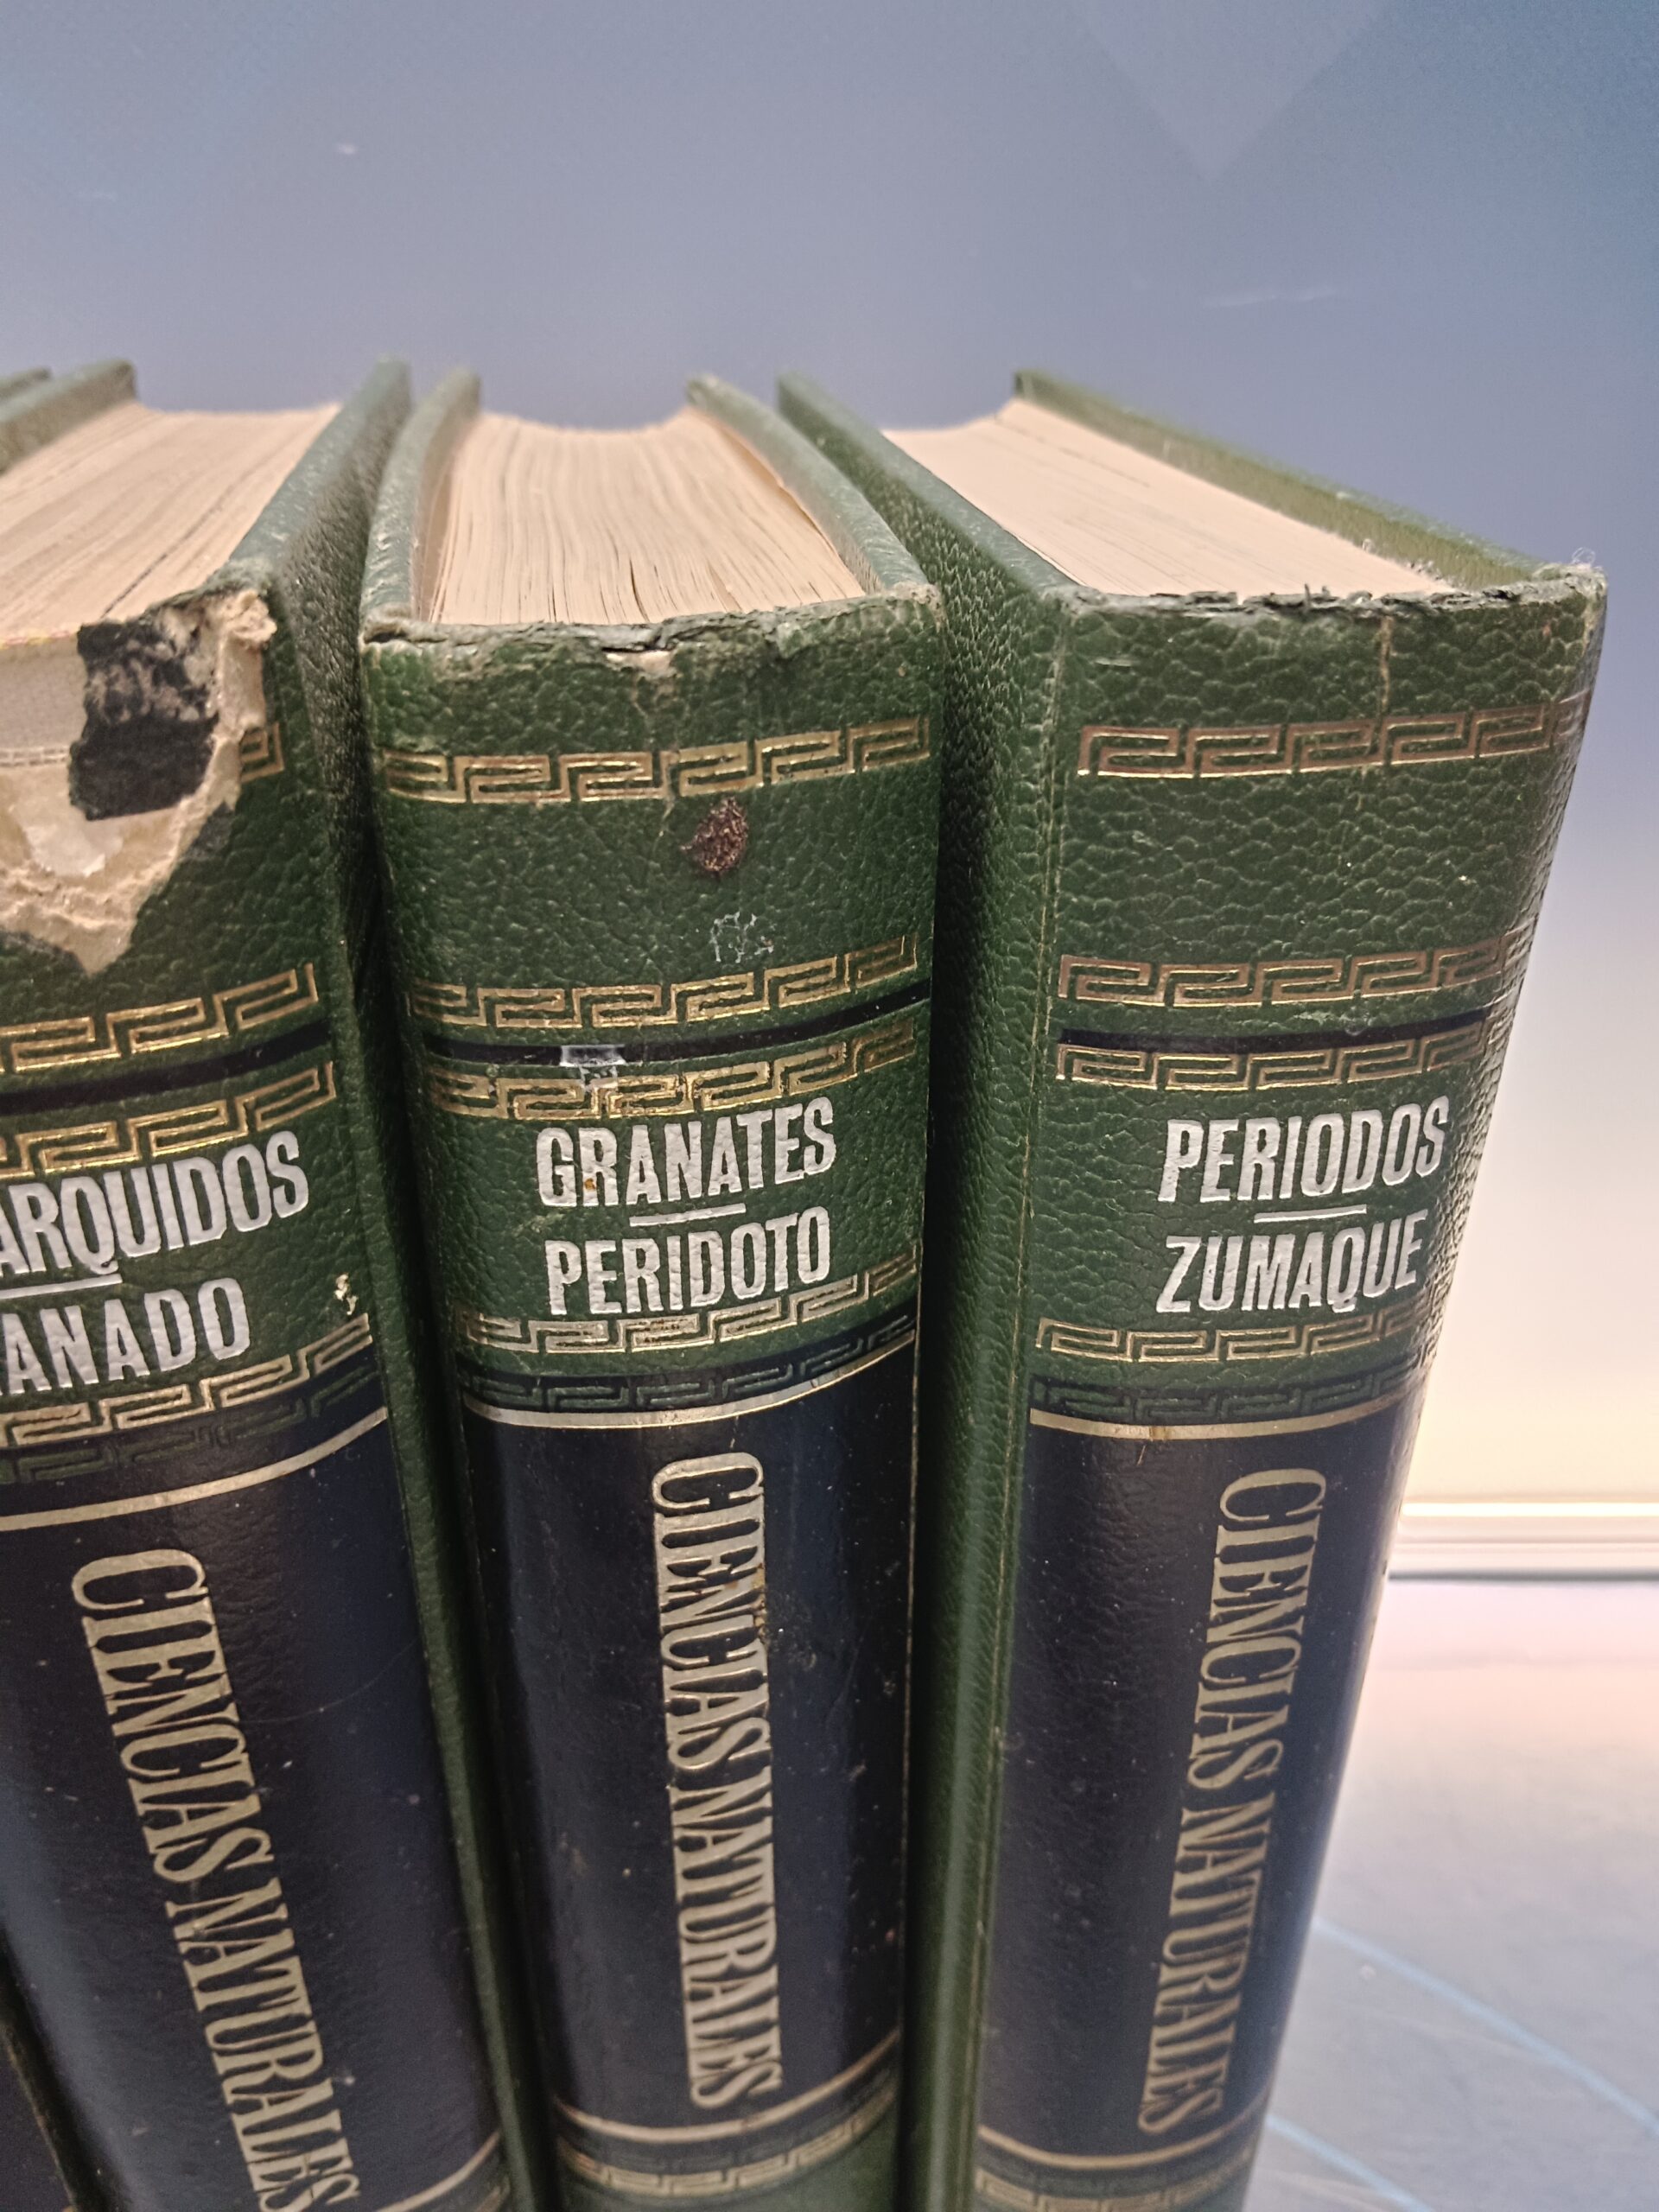 ARQUIDOS
ANADO
CIENCIAS NATURALES
GRANATES
PERIDOTO
CIENCIAS NATURALES
PERIODOS
ZUMAQUE
CIENCIAS NATURALES